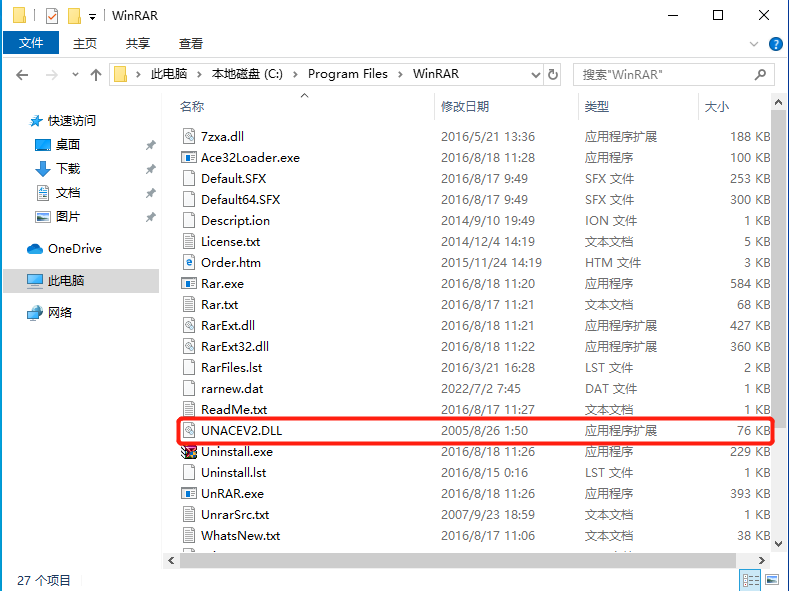 WinRAR
文件 主页 共享 查看
此电脑 本地磁盘 (C:) Program Files WinRAR 搜索"WinRAR"
名称 修改日期 类型 大小
快速访问
桌面
下载
文档
图片
OneDrive
此电脑
网络
7zxa.dll 2016/5/21 13:36 应用程序扩展 188 KB
Ace32Loader.exe 2016/8/18 11:28 应用程序 100 KB
Default.SFX 2016/8/17 9:49 SFX 文件 253 KB
Default64.SFX 2016/8/17 9:49 SFX 文件 300 KB
Descript.ion 2014/9/10 19:49 ION 文件 1 KB
License.txt 2014/12/4 14:19 文本文档 5 KB
Order.htm 2015/11/24 14:19 HTM 文件 3 KB
Rar.exe 2016/8/18 11:20 应用程序 584 KB
Rar.txt 2016/8/17 11:21 文本文档 68 KB
RarExt.dll 2016/8/18 11:21 应用程序扩展 427 KB
RarExt32.dll 2016/8/18 11:22 应用程序扩展 360 KB
RarFiles.lst 2016/3/21 16:28 LST 文件 2 KB
rarnew.dat 2022/7/2 7:45 DAT 文件 1 KB
ReadMe.txt 2016/8/17 11:27 文本文档 1 KB
UNACEV2.DLL 2005/8/26 1:50 应用程序扩展 76 KB
Uninstall.exe 2016/8/18 11:26 应用程序 229 KB
Uninstall.lst 2016/8/15 0:16 LST 文件 1 KB
UnRAR.exe 2016/8/18 11:26 应用程序 393 KB
UnrarSrc.txt 2007/9/23 18:59 文本文档 1 KB
WhatsNew.txt 2016/8/17 11:06 文本文档 38 KB
27 个项目